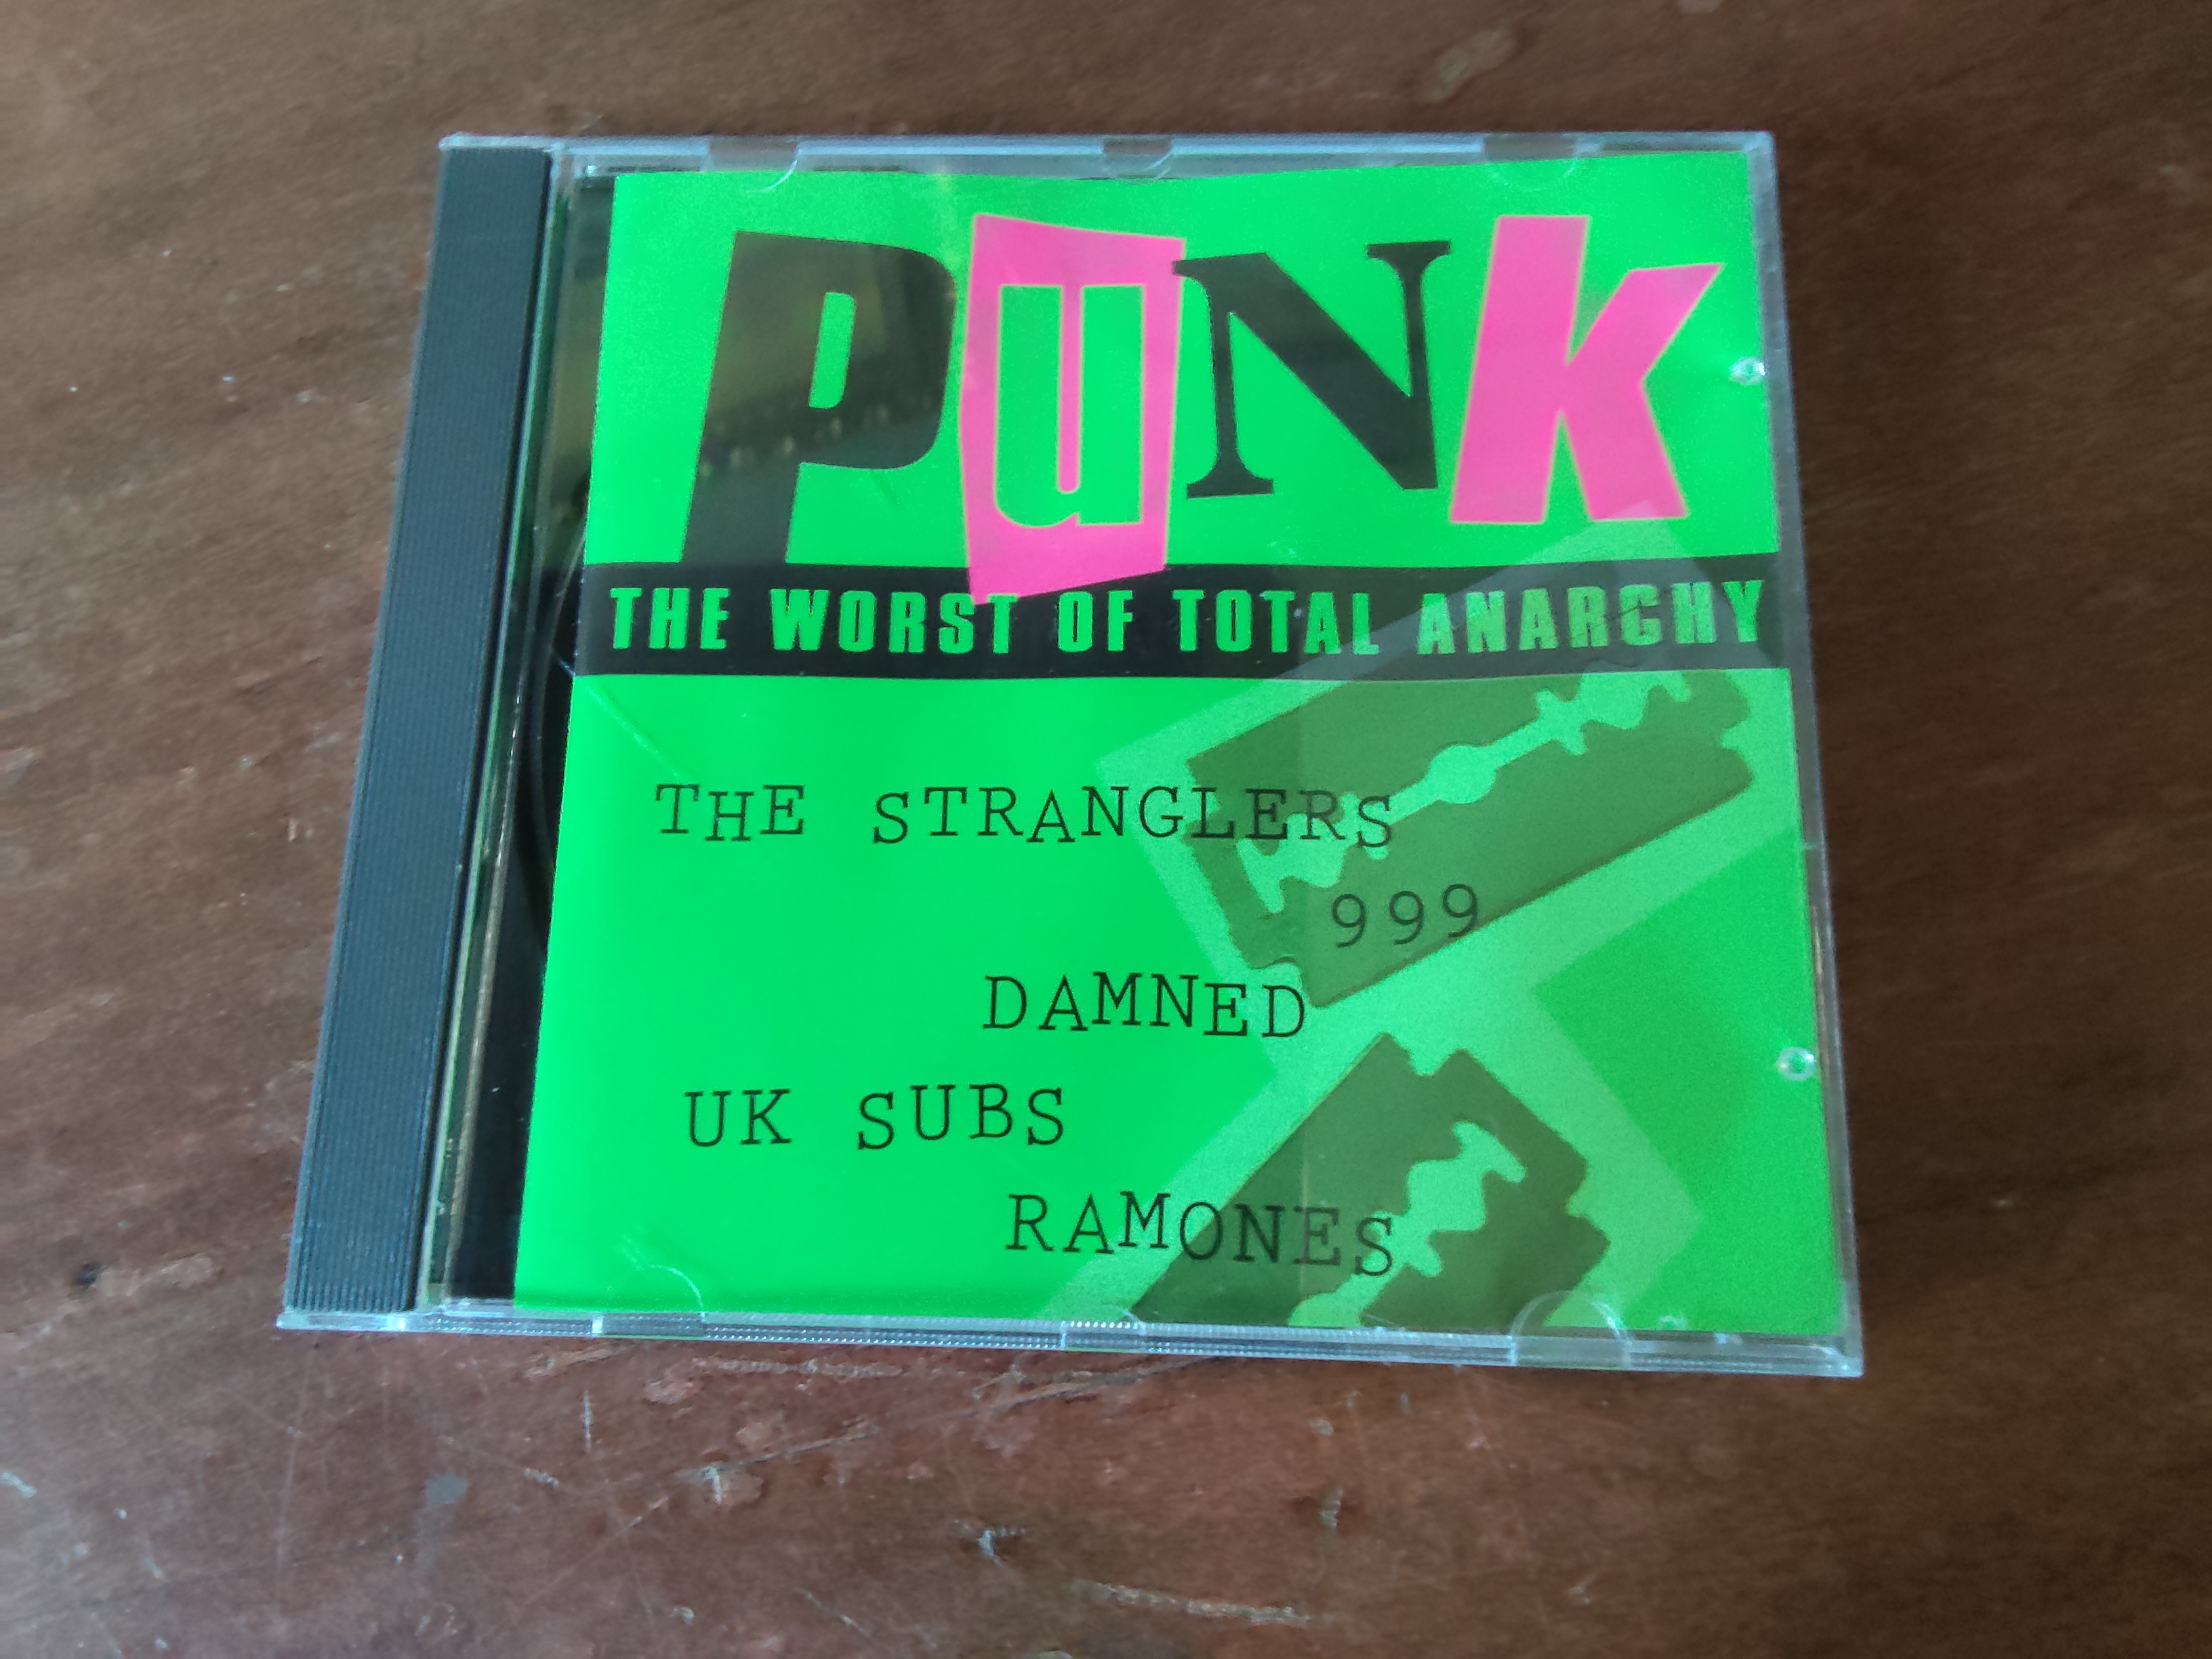 PuNk
THE WORST OF TOTAL ANARCHY
THE STRANGLERS
999
DAMNED
UK SUBS
RAMONES